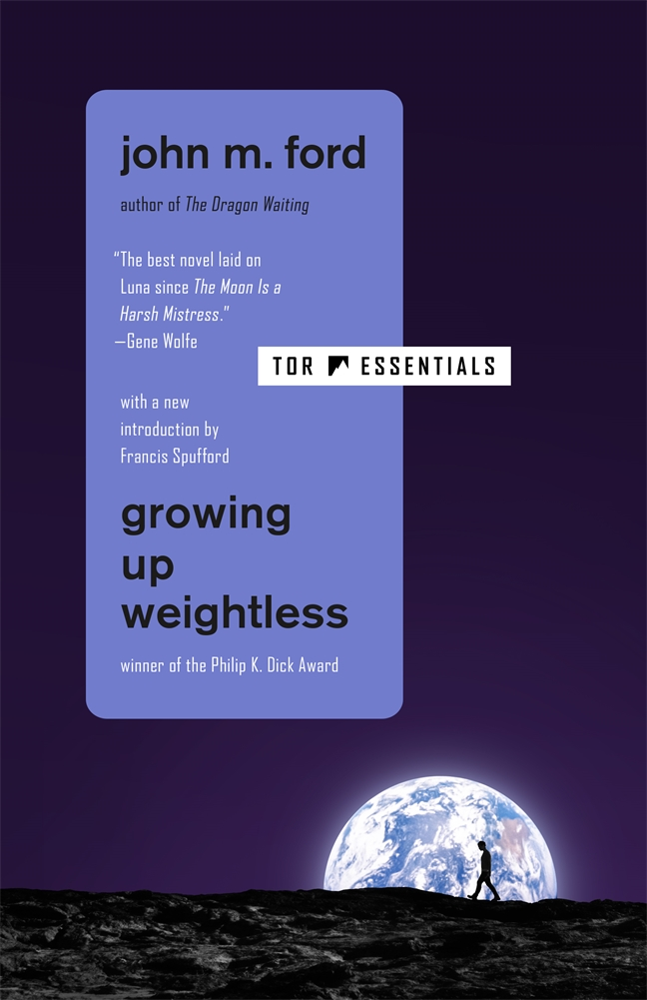 john m. ford
author of The Dragon Waiting
“The best novel laid on
Luna since The Moon Is a
Harsh Mistress.”
—Gene Wolfe
TOR ESSENTIALS
with a new
introduction by
Francis Spufford
growing
up
weightless
winner of the Philip K. Dick Award